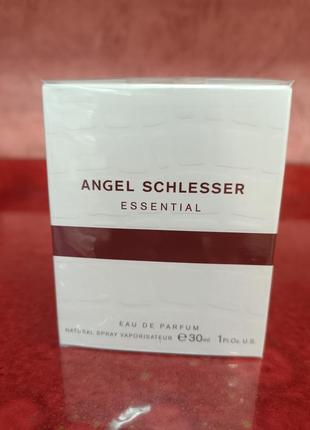 ANGEL SCHLESSER
ESSENTIAL
EAU DE PARFUM
NATURAL SPRAY VAPORISATEUR ℮30ml 1Fl.Oz. U.S.